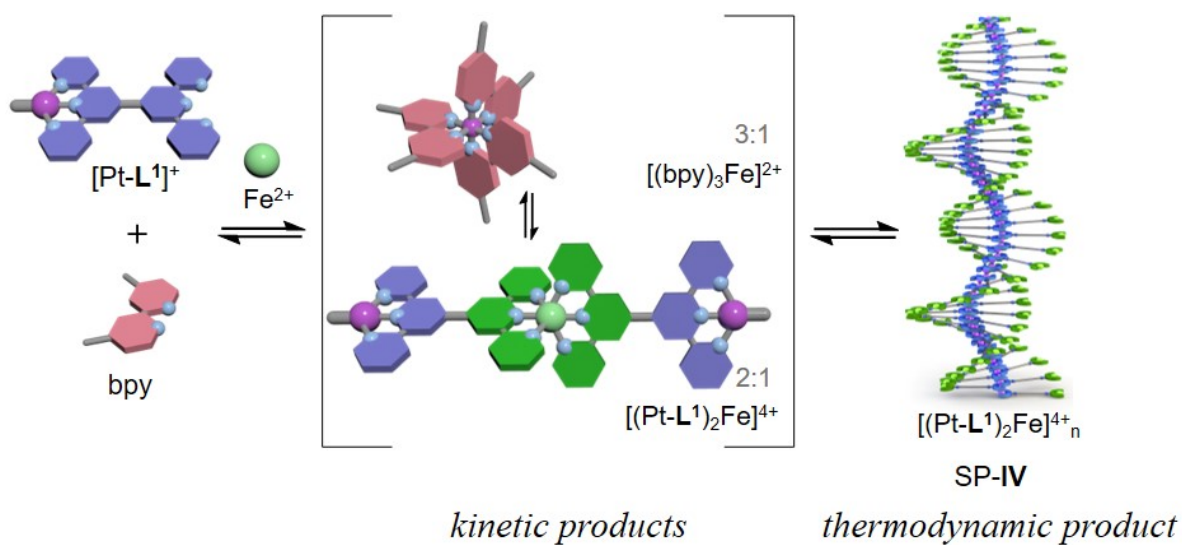 [Pt-L¹]⁺
+
bpy
Fe²⁺
3:1
[(bpy)₃Fe]²⁺
2:1
[(Pt-L¹)₂Fe]⁴⁺
[(Pt-L¹)₂Fe]⁴⁺ₙ
SP-IV
kinetic products
thermodynamic product